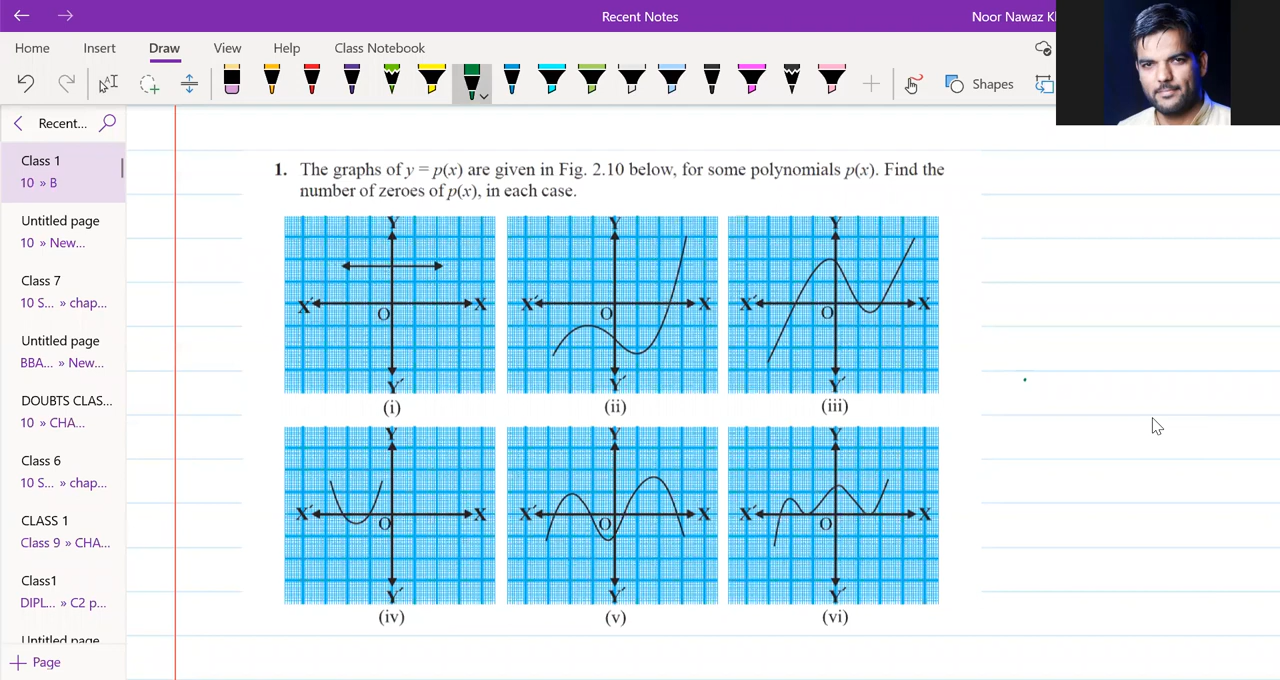 Recent Notes
Noor Nawaz Kh
Home Insert Draw View Help Class Notebook
Shapes
Recent...
Class 1
10 » B
Untitled page
10 » New...
Class 7
10 S... » chap...
Untitled page
BBA... » New...
DOUBTS CLAS...
10 » CHA...
Class 6
10 S... » chap...
CLASS 1
Class 9 » CHA...
Class1
DIPL... » C2 p...
Untitled page
Page
1. The graphs of y = p(x) are given in Fig. 2.10 below, for some polynomials p(x). Find the
number of zeroes of p(x), in each case.
Y Y Y
X′ O X X′ O X X′ O X
Y′ Y′ Y′
(i) (ii) (iii)
Y Y Y
X′ O X X′ O X X′ O X
Y′ Y′ Y′
(iv) (v) (vi)